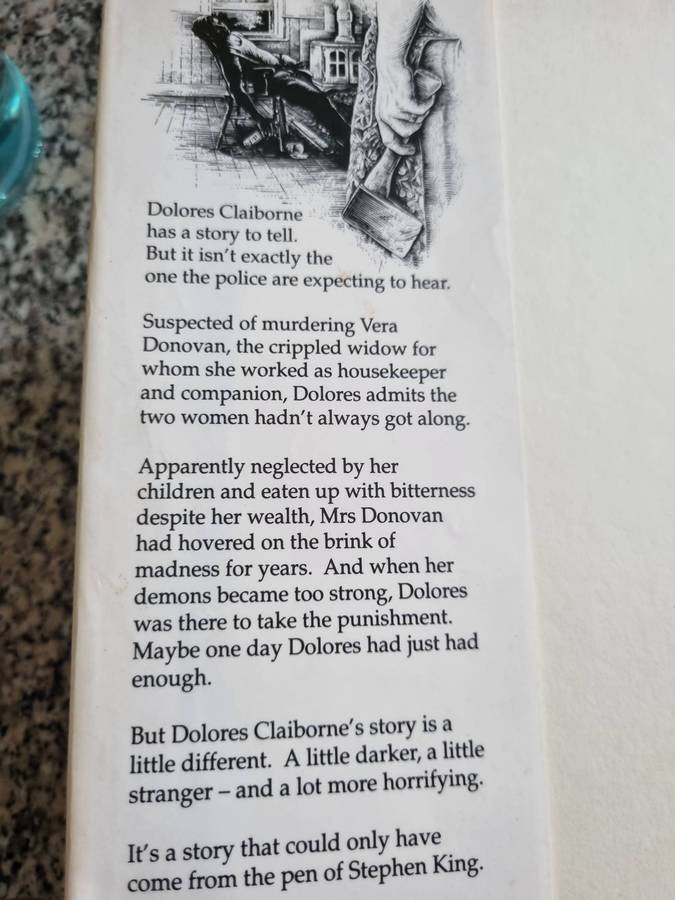 Dolores Claiborne
has a story to tell.
But it isn't exactly the
one the police are expecting to hear.
Suspected of murdering Vera
Donovan, the crippled widow for
whom she worked as housekeeper
and companion, Dolores admits the
two women hadn't always got along.
Apparently neglected by her
children and eaten up with bitterness
despite her wealth, Mrs Donovan
had hovered on the brink of
madness for years.  And when her
demons became too strong, Dolores
was there to take the punishment.
Maybe one day Dolores had just had
enough.
But Dolores Claiborne's story is a
little different.  A little darker, a little
stranger – and a lot more horrifying.
It's a story that could only have
come from the pen of Stephen King.